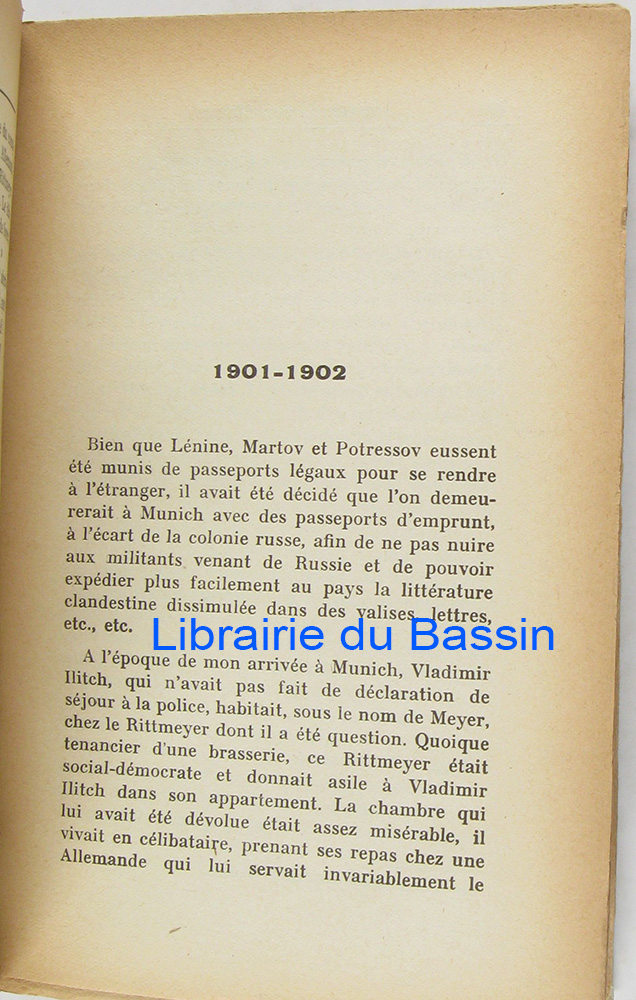 1901-1902
Bien que Lénine, Martov et Potressov eussent
été munis de passeports légaux pour se rendre
à l'étranger, il avait été décidé que l'on demeu-
rerait à Munich avec des passeports d'emprunt,
à l'écart de la colonie russe, afin de ne pas nuire
aux militants venant de Russie et de pouvoir
expédier plus facilement au pays la littérature
clandestine dissimulée dans des valises, lettres,
etc., etc.
Librairie du Bassin
A l'époque de mon arrivée à Munich, Vladimir
Ilitch, qui n'avait pas fait de déclaration de
séjour à la police, habitait, sous le nom de Meyer,
chez le Rittmeyer dont il a été question. Quoique
tenancier d'une brasserie, ce Rittmeyer était
social-démocrate et donnait asile à Vladimir
Ilitch dans son appartement. La chambre qui
lui avait été dévolue était assez misérable, il
vivait en célibataire, prenant ses repas chez une
Allemande qui lui servait invariablement le